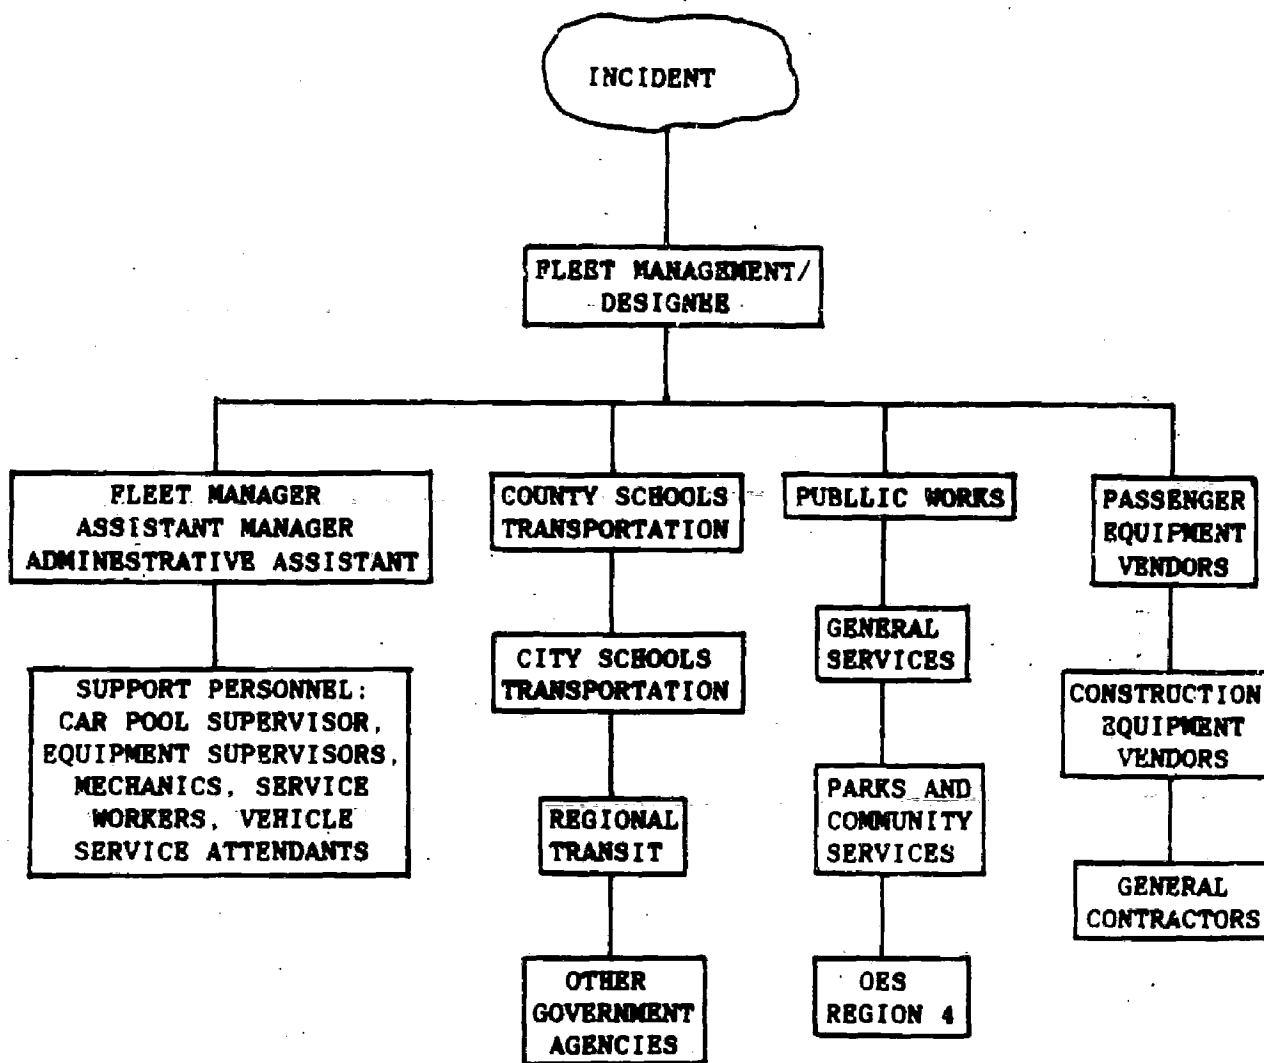 INCIDENT
FLEET MANAGEMENT/
DESIGNEE
FLEET MANAGER
ASSISTANT MANAGER
ADMINESTRATIVE ASSISTANT
SUPPORT PERSONNEL:
CAR POOL SUPERVISOR,
EQUIPMENT SUPERVISORS,
MECHANICS, SERVICE
WORKERS, VEHICLE
SERVICE ATTENDANTS
COUNTY SCHOOLS
TRANSPORTATION
CITY SCHOOLS
TRANSPORTATION
REGIONAL
TRANSIT
OTHER
GOVERNMENT
AGENCIES
PUBLLIC WORKS
GENERAL
SERVICES
PARKS AND
COMMUNITY
SERVICES
OES
REGION 4
PASSENGER
EQUIPMENT
VENDORS
CONSTRUCTION
EQUIPMENT
VENDORS
GENERAL
CONTRACTORS